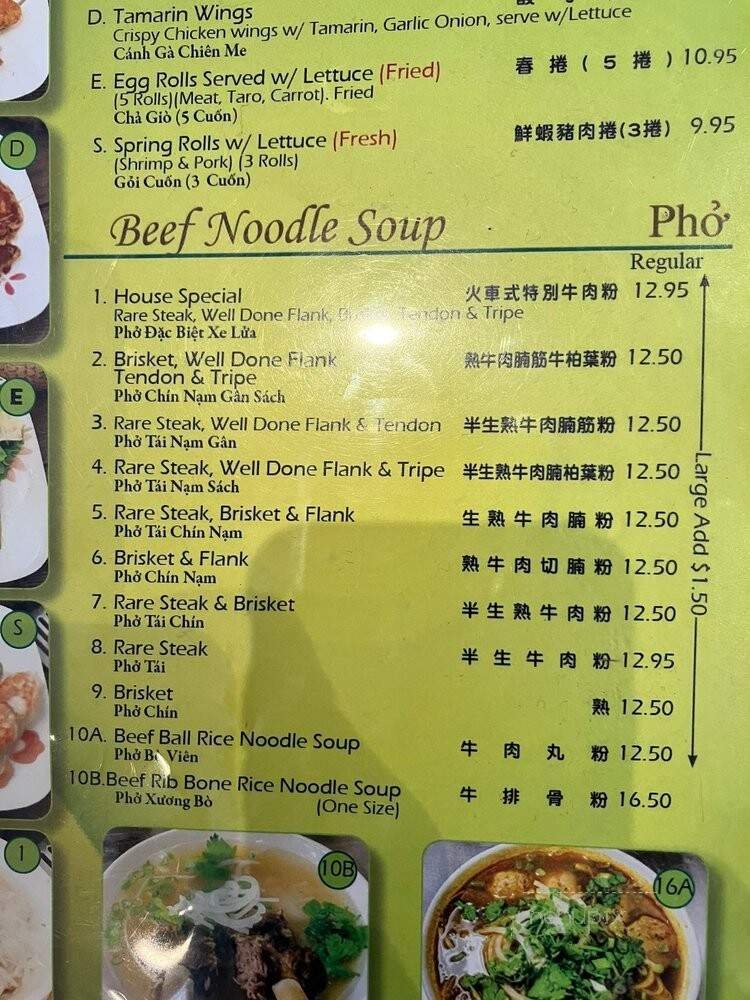 D. Tamarin Wings
Crispy Chicken wings w/ Tamarin, Garlic Onion, serve w/Lettuce
Cánh Gà Chiên Me
E. Egg Rolls Served w/ Lettuce (Fried) 春 捲 ( 5 捲 ) 10.95
(5 Rolls)(Meat, Taro, Carrot). Fried
Chả Giò (5 Cuốn)
S. Spring Rolls w/ Lettuce (Fresh) 鮮蝦豬肉捲(3捲) 9.95
(Shrimp & Pork) (3 Rolls)
Gỏi Cuốn (3 Cuốn)
Beef Noodle Soup Phở
Regular
1. House Special 火車式特別牛肉粉 12.95
Rare Steak, Well Done Flank, Tendon & Tripe
Phở Đặc Biệt Xe Lửa
2. Brisket, Well Done Flank 熟牛肉腩筋牛柏葉粉 12.50
Tendon & Tripe
Phở Chín Nạm Gân Sách
3. Rare Steak, Well Done Flank & Tendon 半生熟牛肉腩筋粉 12.50
Phở Tái Nạm Gân
4. Rare Steak, Well Done Flank & Tripe 半生熟牛肉腩柏葉粉 12.50
Phở Tái Nạm Sách
5. Rare Steak, Brisket & Flank 生熟牛肉腩粉 12.50
Phở Tái Chín Nạm
6. Brisket & Flank 熟牛肉切腩粉 12.50
Phở Chín Nạm
7. Rare Steak & Brisket 半生熟牛肉粉 12.50
Phở Tái Chín
8. Rare Steak 半生牛肉粉 12.95
Phở Tái
9. Brisket 熟 12.50
Phở Chín
10A. Beef Ball Rice Noodle Soup 牛肉丸粉 12.50
Phở Bò Viên
10B.Beef Rib Bone Rice Noodle Soup 牛排骨粉 16.50
Phở Xương Bò (One Size)
Large Add $1.50
D
E
S
1
10B
16A